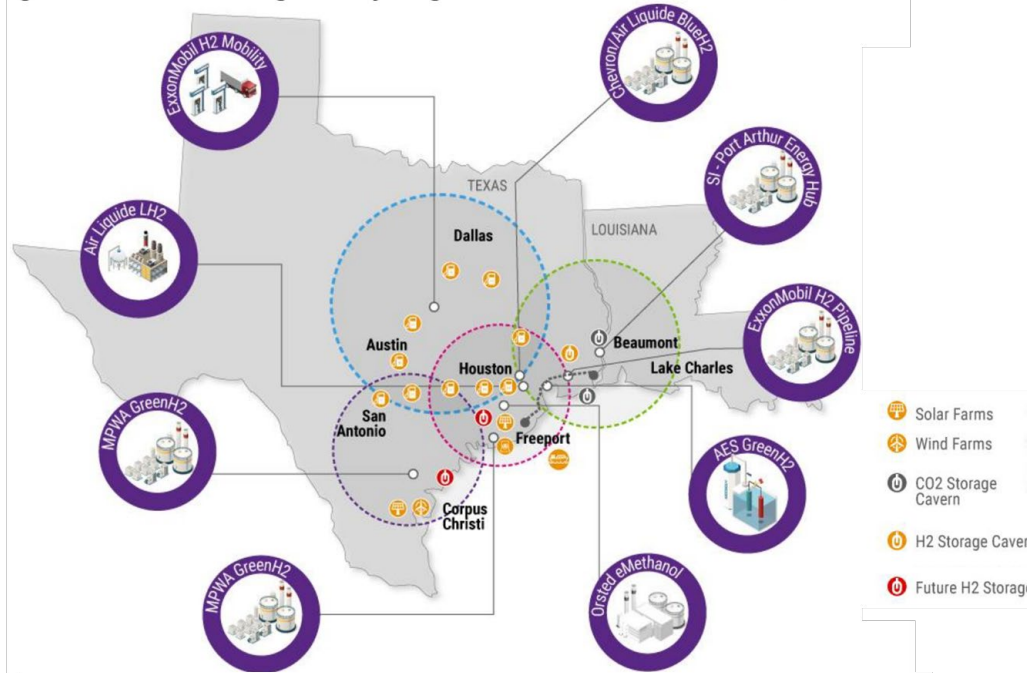 ExxonMobil H2 Mobility
Chevron/Air Liquide BlueH2
SI - Port Arthur Energy Hub
Air Liquide LH2
TEXAS
LOUISIANA
Dallas
Austin
Houston
Beaumont
Lake Charles
ExxonMobil H2 Pipeline
San
Antonio
Freeport
MPWA GreenH2
Corpus
Christi
AES GreenH2
MPWA GreenH2
Orsted eMethanol
Solar Farms
Wind Farms
CO2 Storage
Cavern
H2 Storage Caver
Future H2 Storage